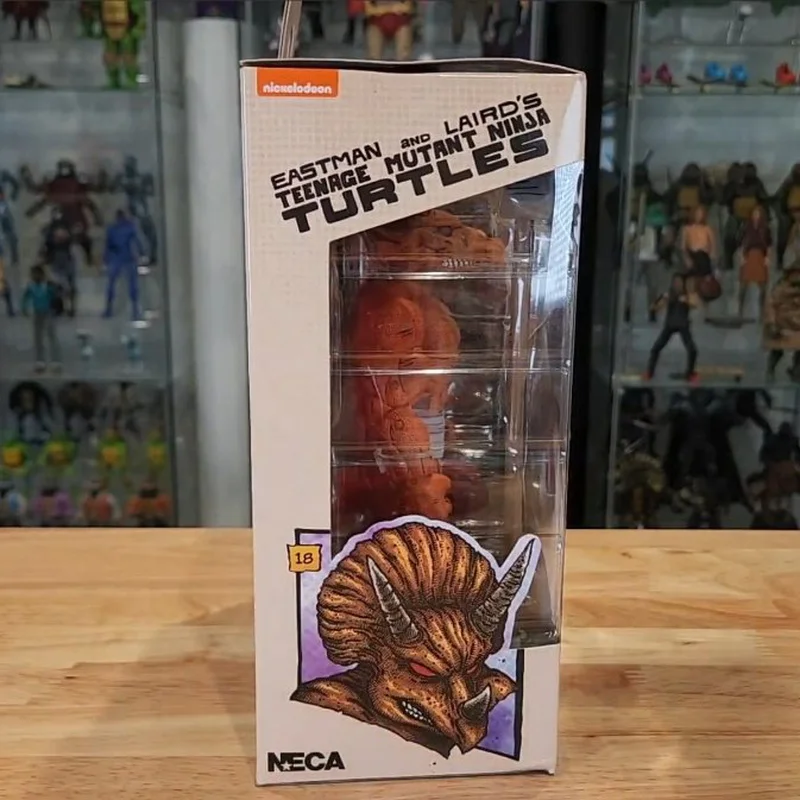 nickelodeon
EASTMAN AND LAIRD'S
TEENAGE MUTANT NINJA
TURTLES
18
NECA